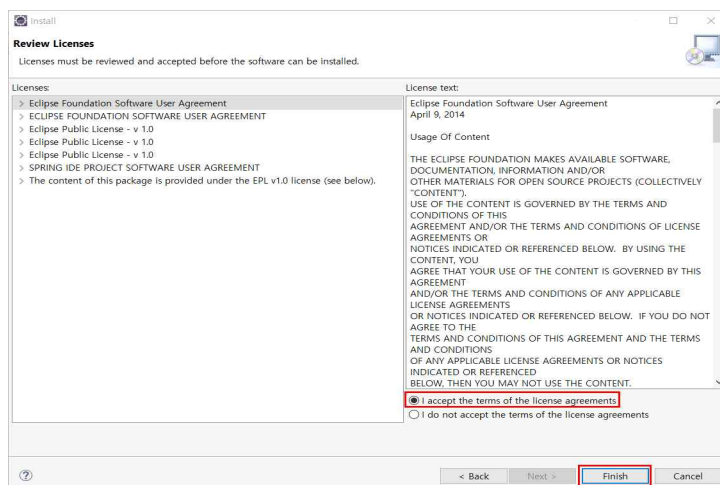 Install
Review Licenses
Licenses must be reviewed and accepted before the software can be installed.
Licenses:
> Eclipse Foundation Software User Agreement
> ECLIPSE FOUNDATION SOFTWARE USER AGREEMENT
> Eclipse Public License - v 1.0
> Eclipse Public License - v 1.0
> Eclipse Public License - v 1.0
> SPRING IDE PROJECT SOFTWARE USER AGREEMENT
> The content of this package is provided under the EPL v1.0 license (see below).
License text:
Eclipse Foundation Software User Agreement
April 9, 2014
Usage Of Content
THE ECLIPSE FOUNDATION MAKES AVAILABLE SOFTWARE,
DOCUMENTATION, INFORMATION AND/OR
OTHER MATERIALS FOR OPEN SOURCE PROJECTS (COLLECTIVELY
"CONTENT").
USE OF THE CONTENT IS GOVERNED BY THE TERMS AND
CONDITIONS OF THIS
AGREEMENT AND/OR THE TERMS AND CONDITIONS OF LICENSE
AGREEMENTS OR
NOTICES INDICATED OR REFERENCED BELOW. BY USING THE
CONTENT, YOU
AGREE THAT YOUR USE OF THE CONTENT IS GOVERNED BY THIS
AGREEMENT
AND/OR THE TERMS AND CONDITIONS OF ANY APPLICABLE
LICENSE AGREEMENTS
OR NOTICES INDICATED OR REFERENCED BELOW. IF YOU DO NOT
AGREE TO THE
TERMS AND CONDITIONS OF THIS AGREEMENT AND THE TERMS
AND CONDITIONS
OF ANY APPLICABLE LICENSE AGREEMENTS OR NOTICES
INDICATED OR REFERENCED
BELOW, THEN YOU MAY NOT USE THE CONTENT.
I accept the terms of the license agreements
I do not accept the terms of the license agreements
? < Back Next > Finish Cancel